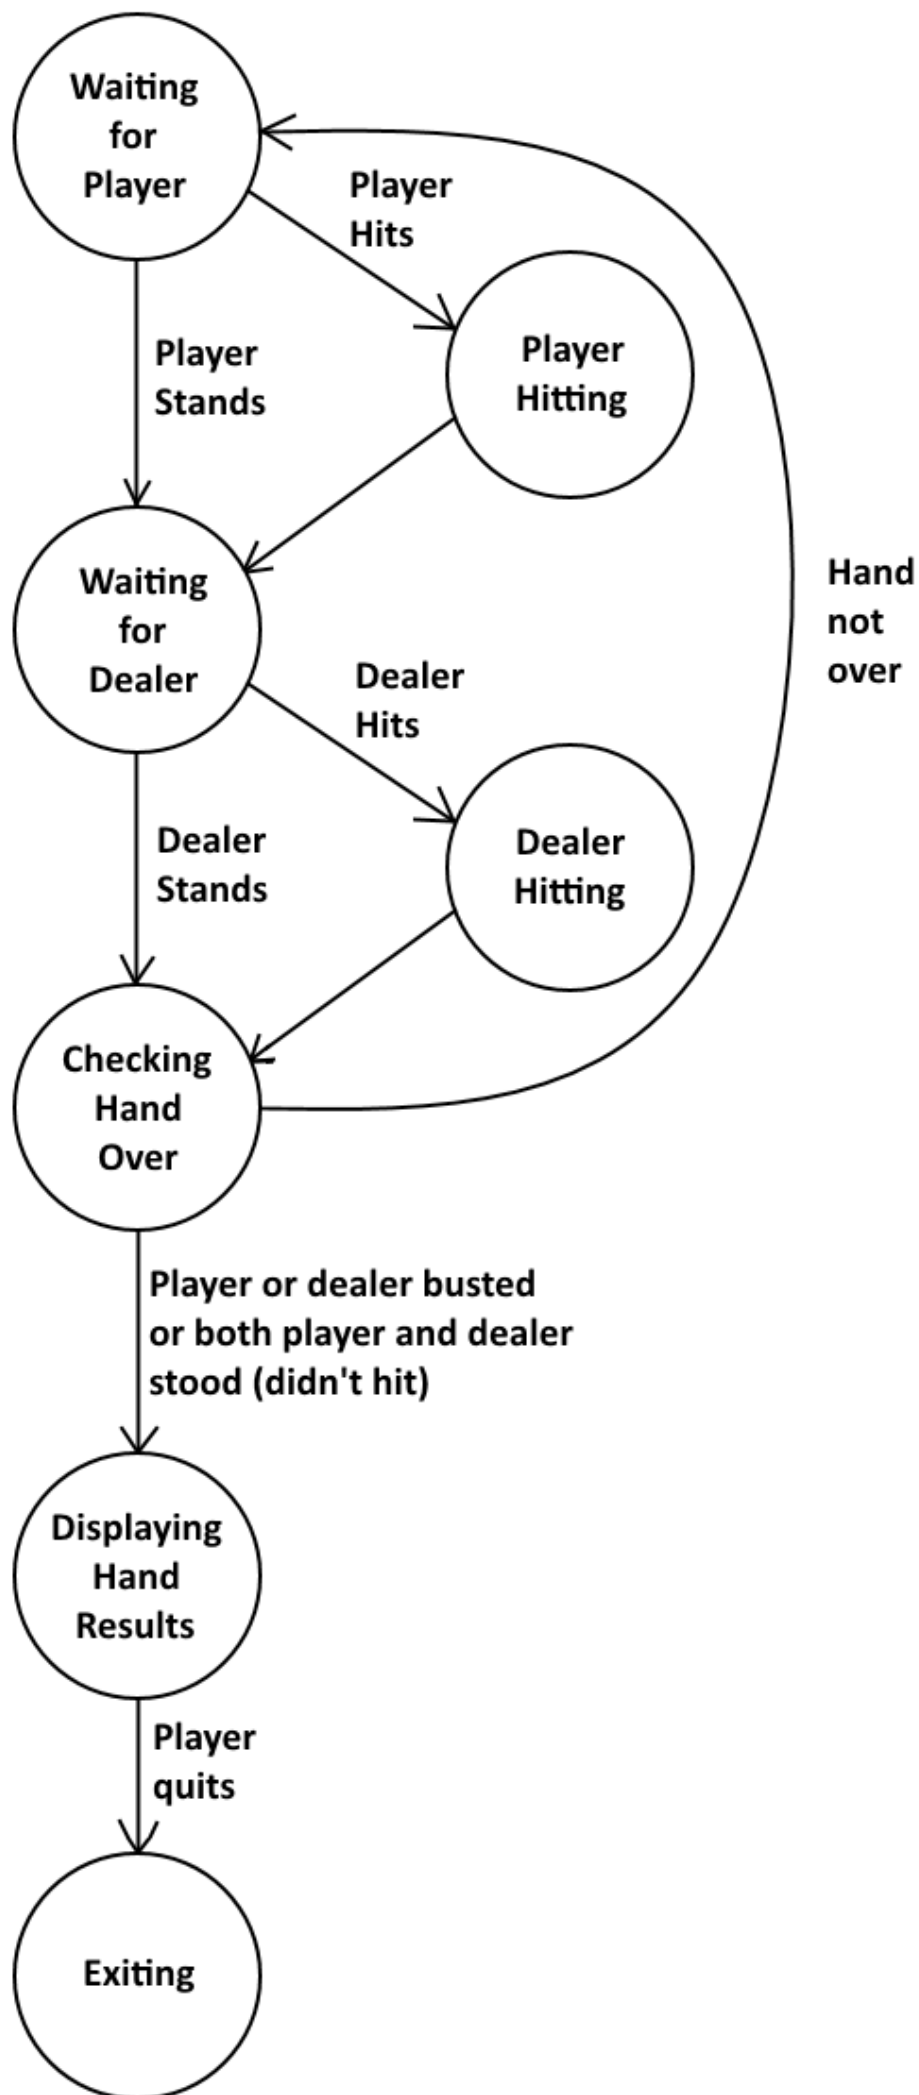 Waiting
for
Player
Player
Hits
Player
Stands
Player
Hitting
Waiting
for
Dealer
Hand
not
over
Dealer
Hits
Dealer
Stands
Dealer
Hitting
Checking
Hand
Over
Player or dealer busted
or both player and dealer
stood (didn't hit)
Displaying
Hand
Results
Player
quits
Exiting